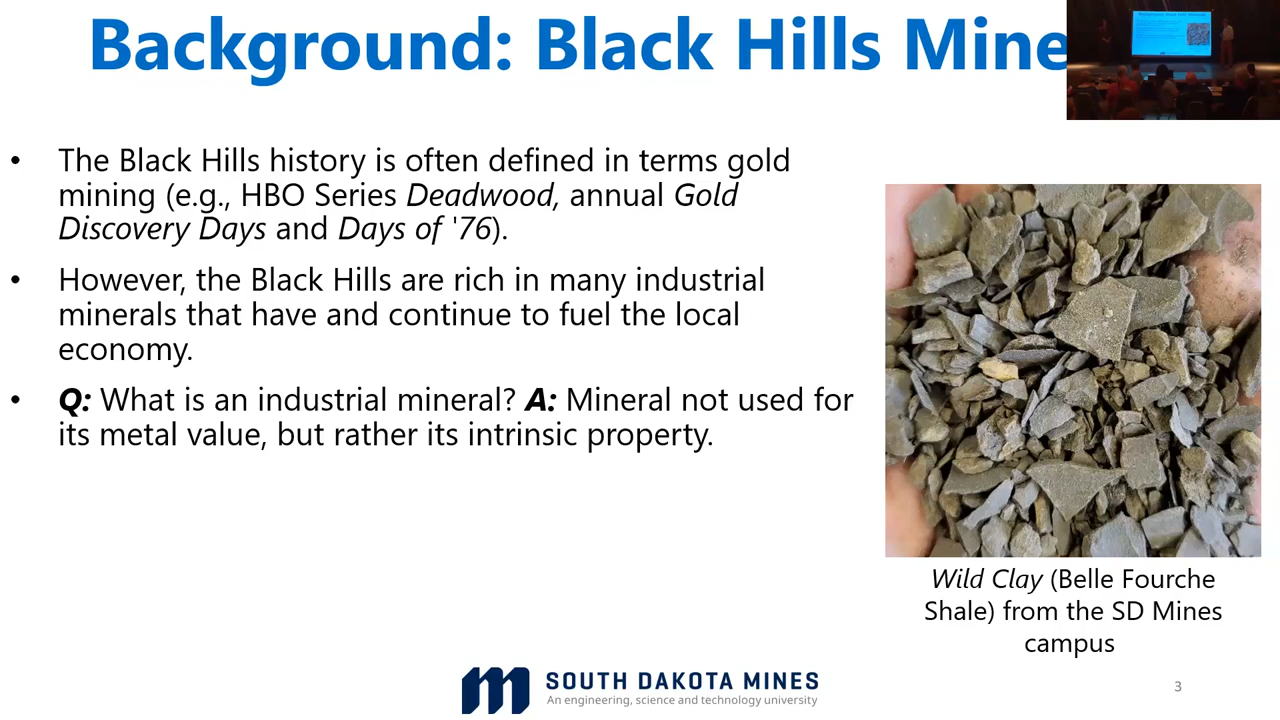 Background: Black Hills Mine
• The Black Hills history is often defined in terms gold
mining (e.g., HBO Series Deadwood, annual Gold
Discovery Days and Days of '76).
• However, the Black Hills are rich in many industrial
minerals that have and continue to fuel the local
economy.
• Q: What is an industrial mineral? A: Mineral not used for
its metal value, but rather its intrinsic property.
Wild Clay (Belle Fourche
Shale) from the SD Mines
campus
SOUTH DAKOTA MINES
An engineering, science and technology university
3